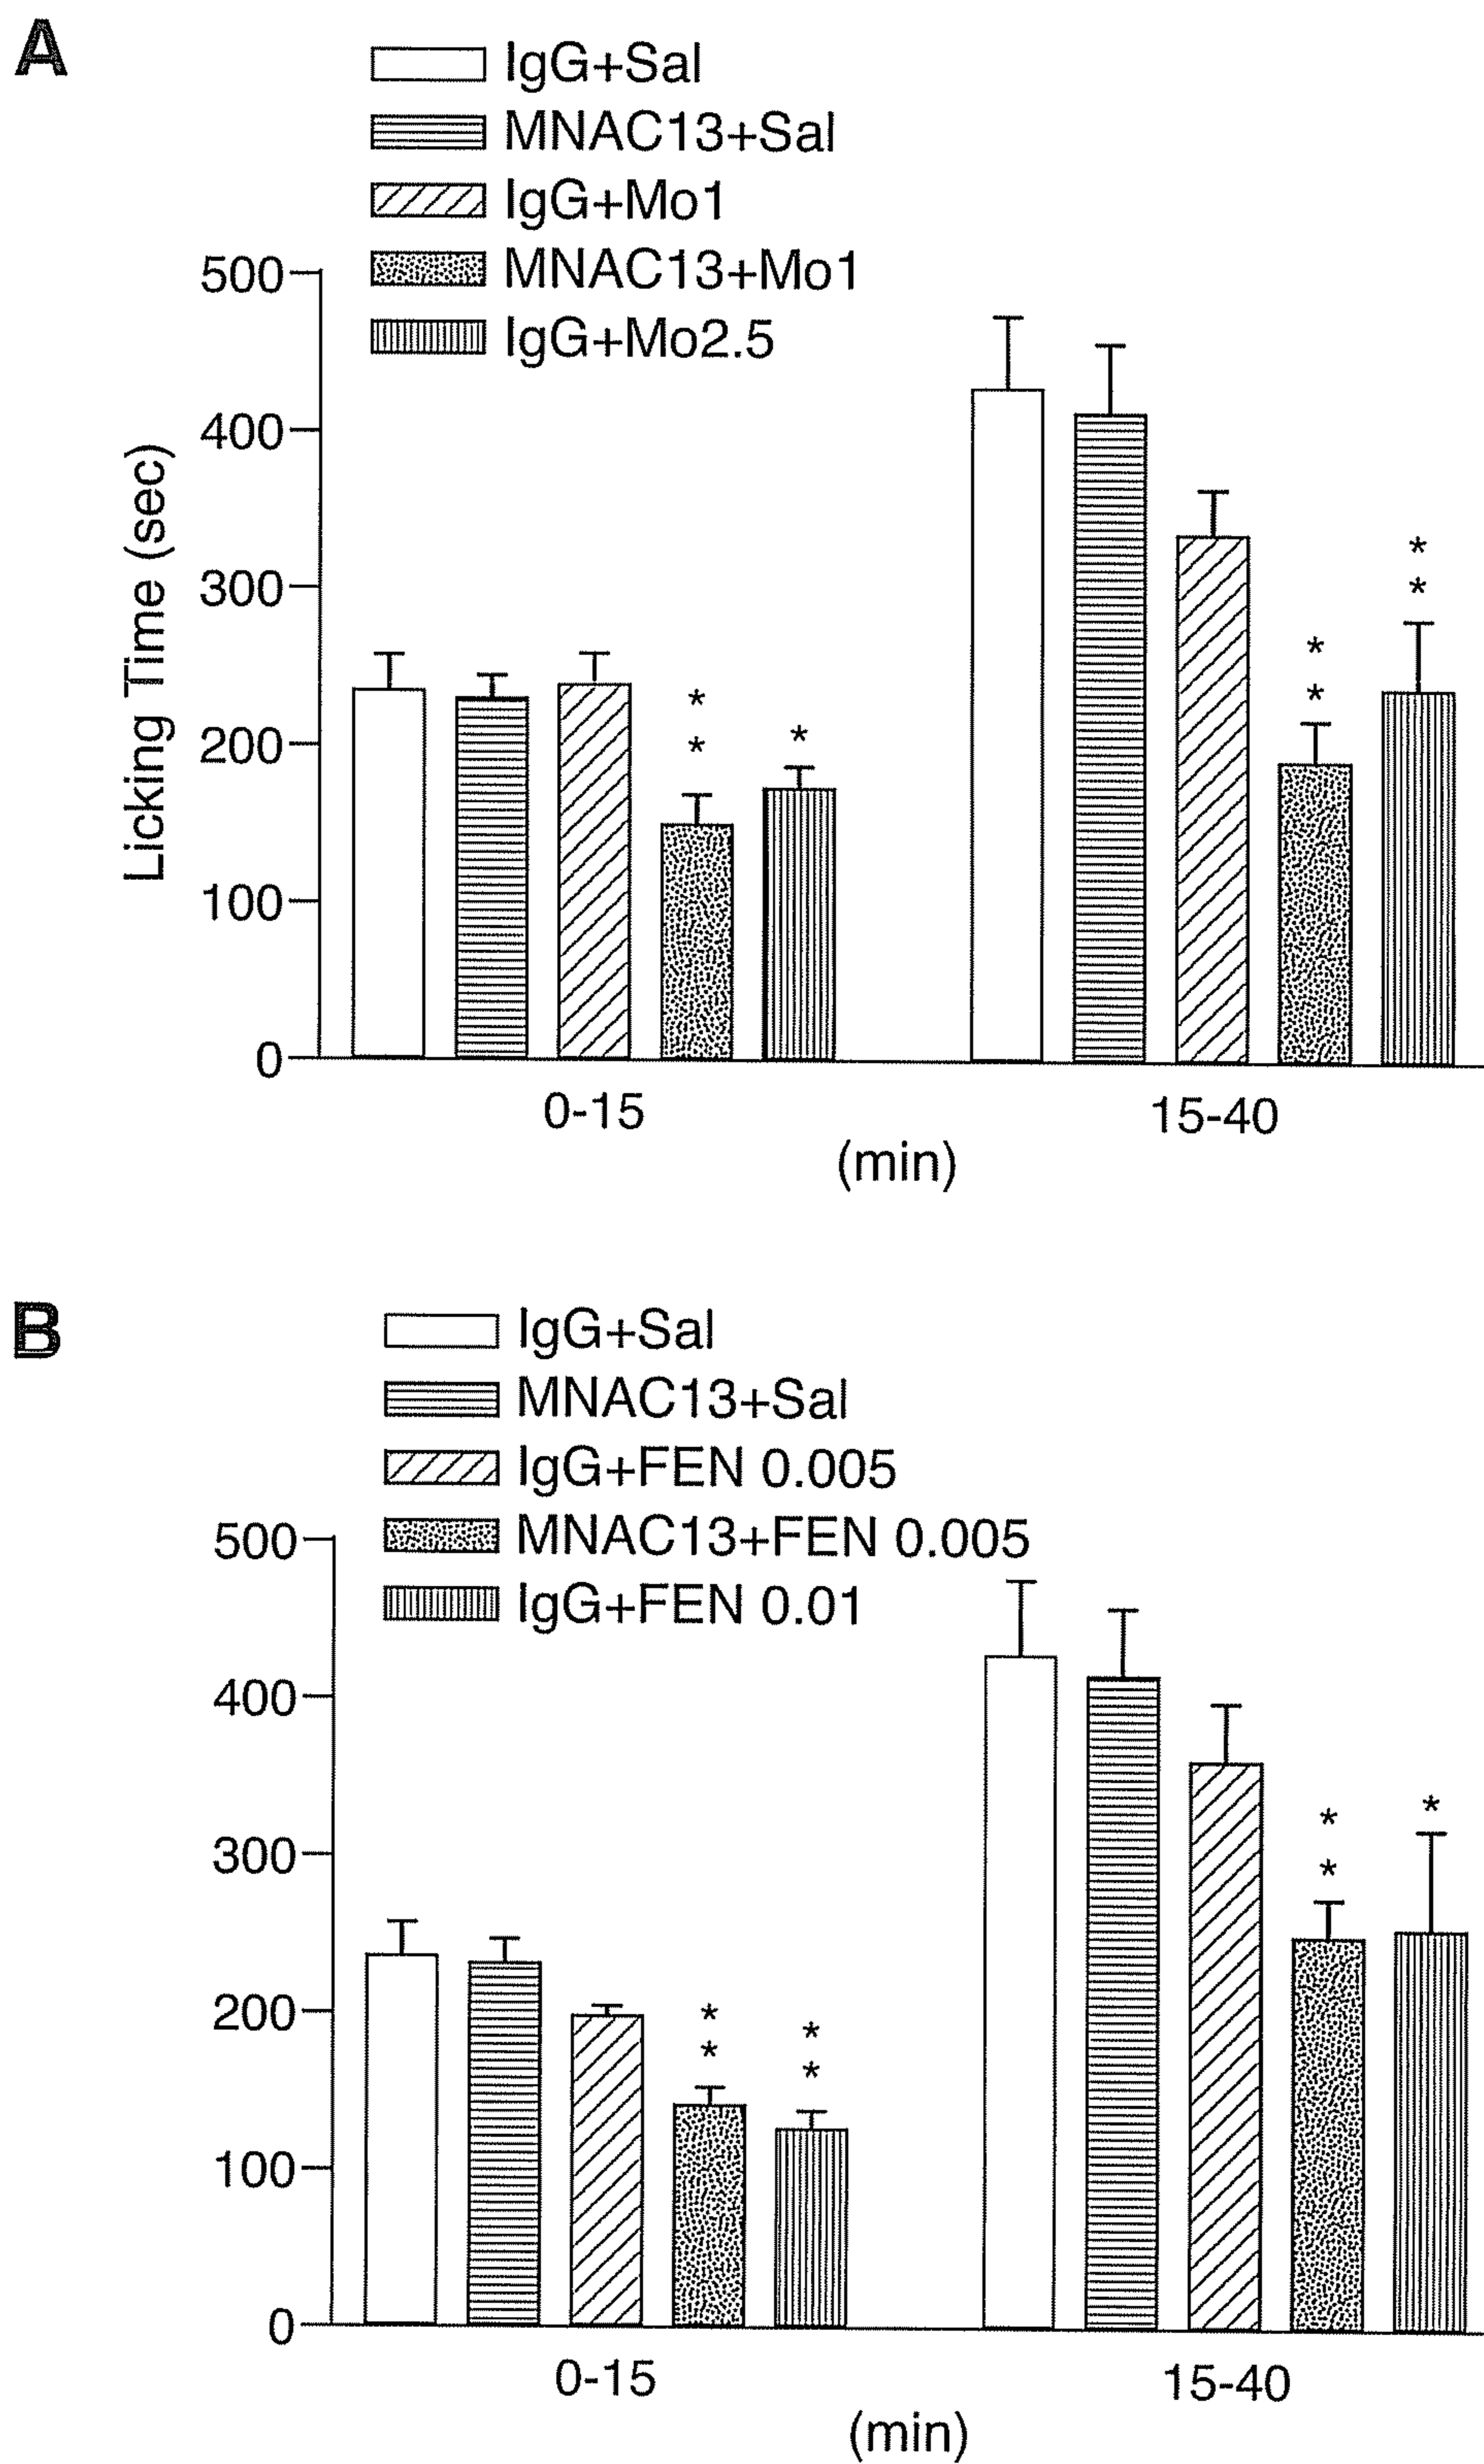 A
IgG+Sal
MNAC13+Sal
IgG+Mo1
MNAC13+Mo1
IgG+Mo2.5
Licking Time (sec)
500
400
300
200
100
0
* *
*
* *
* *
0-15
15-40
(min)
B
IgG+Sal
MNAC13+Sal
IgG+FEN 0.005
MNAC13+FEN 0.005
IgG+FEN 0.01
500
400
300
200
100
0
* *
* *
* *
*
0-15
15-40
(min)